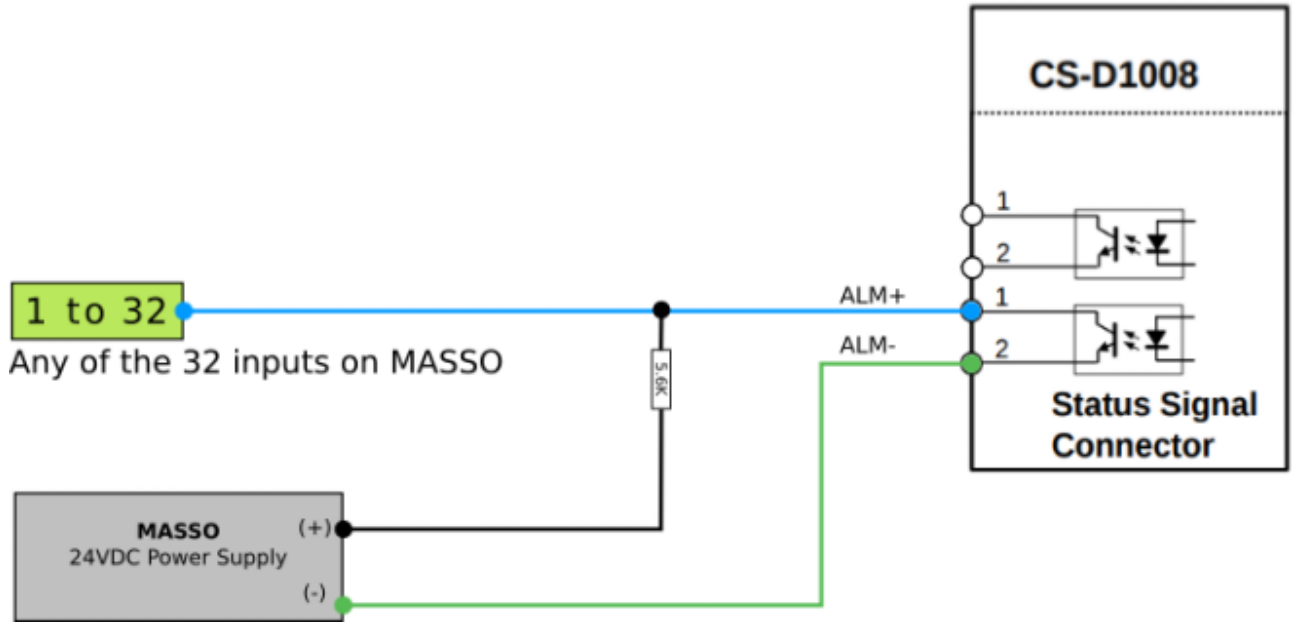 CS-D1008
1
2
ALM+
1
ALM-
2
1 to 32
Any of the 32 inputs on MASSO
5.6K
Status Signal
Connector
MASSO
(+)
24VDC Power Supply
(-)